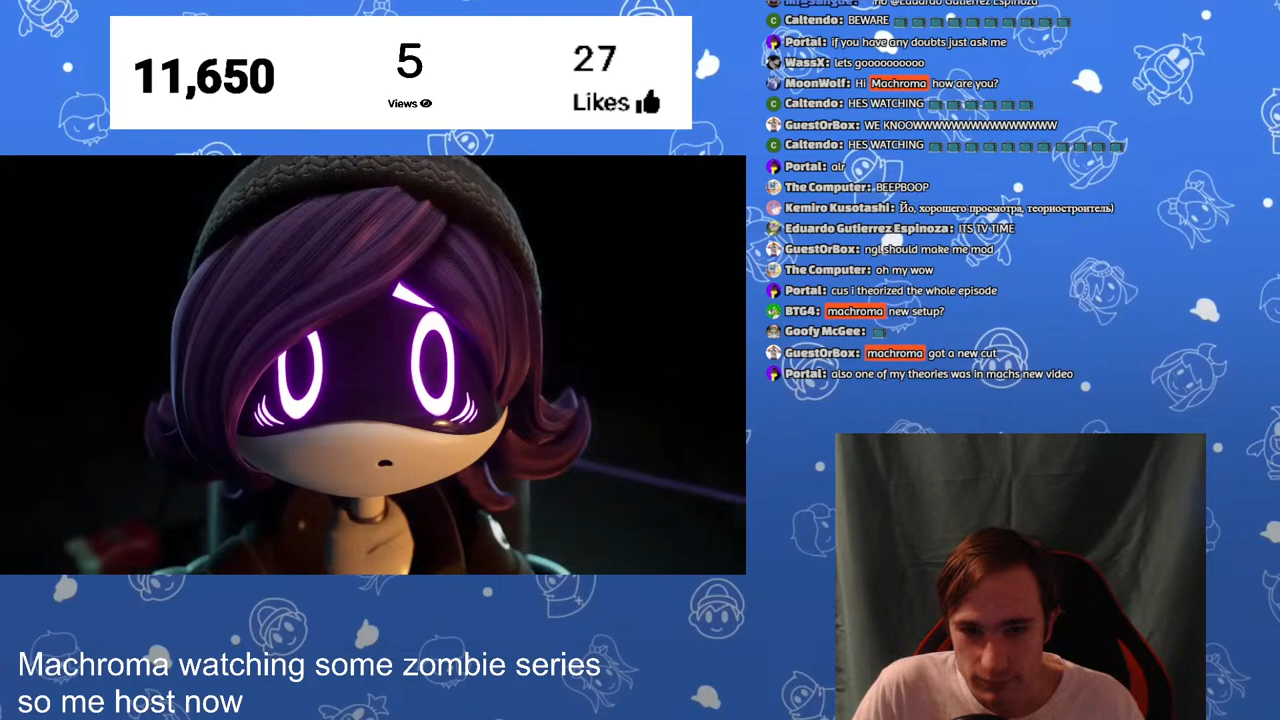 11,650
5
Views
27
Likes
Caltendo: BEWARE
Portal: if you have any doubts just ask me
WassX: lets goooooooooo
MoonWolf: Hi Machroma how are you?
Caltendo: HES WATCHING
GuestOrBox: WE KNOOWWWWWWWWWWWWWWWW
Caltendo: HES WATCHING
Portal: alr
The Computer: BEEPBOOP
Kemiro Kusotashi: Йо, хорошего просмотра, теориостроитель)
Eduardo Gutierrez Espinoza: ITS TV TIME
GuestOrBox: ngl should make me mod
The Computer: oh my wow
Portal: cus i theorized the whole episode
BTG4: machroma new setup?
Goofy McGee:
GuestOrBox: machroma got a new cut
Portal: also one of my theories was in machs new video
Machroma watching some zombie series
so me host now